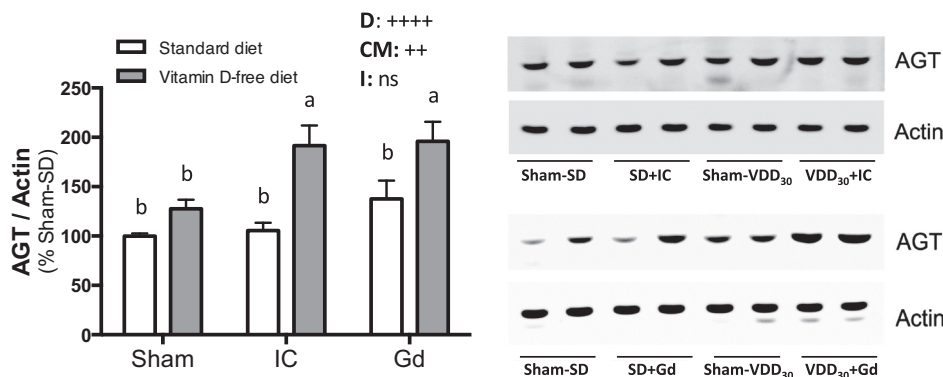 D: ++++
CM: ++
I: ns
Standard diet
Vitamin D-free diet
AGT / Actin
(% Sham-SD)
250
200
150
100
50
0
b
b
b
a
b
a
Sham
IC
Gd
AGT
Actin
Sham-SD
SD+IC
Sham-VDD30
VDD30+IC
AGT
Actin
Sham-SD
SD+Gd
Sham-VDD30
VDD30+Gd